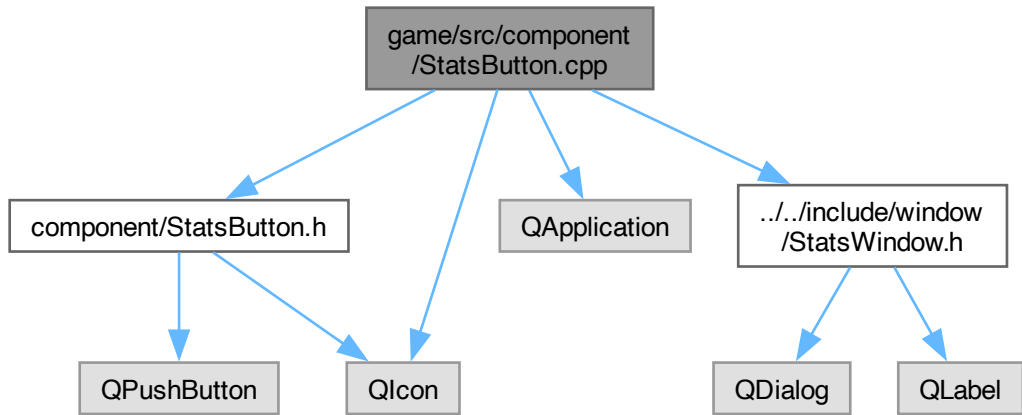 game/src/component
/StatsButton.cpp
component/StatsButton.h
QApplication
../../include/window
/StatsWindow.h
QPushButton
QIcon
QDialog
QLabel